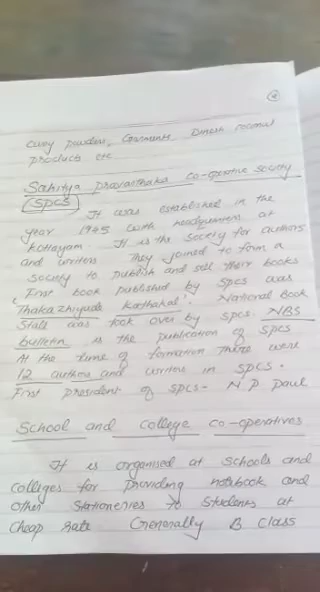 ④
curry powders, Garments, Dinesh coconut
products etc
Sahitya pravarthaka co-operative society
(SPCS)
It was established in the
year 1945 with headquarters at
Kottayam. It is the society for authors
and writers They joined to form a
society to publish and sell their books
First book published by SPCS was
Thakazhiyude Kathakal'. National Book
Stall was took over by SPCS. NBS
bulletin is the publication of SPCS
At the time of formation There were
12 authors and writers in SPCS.
First president of SPCS- N P Paul
School and College co-operatives
It is organised at schools and
colleges for providing notebook and
other stationeries to students at
cheap rate. Generally B class